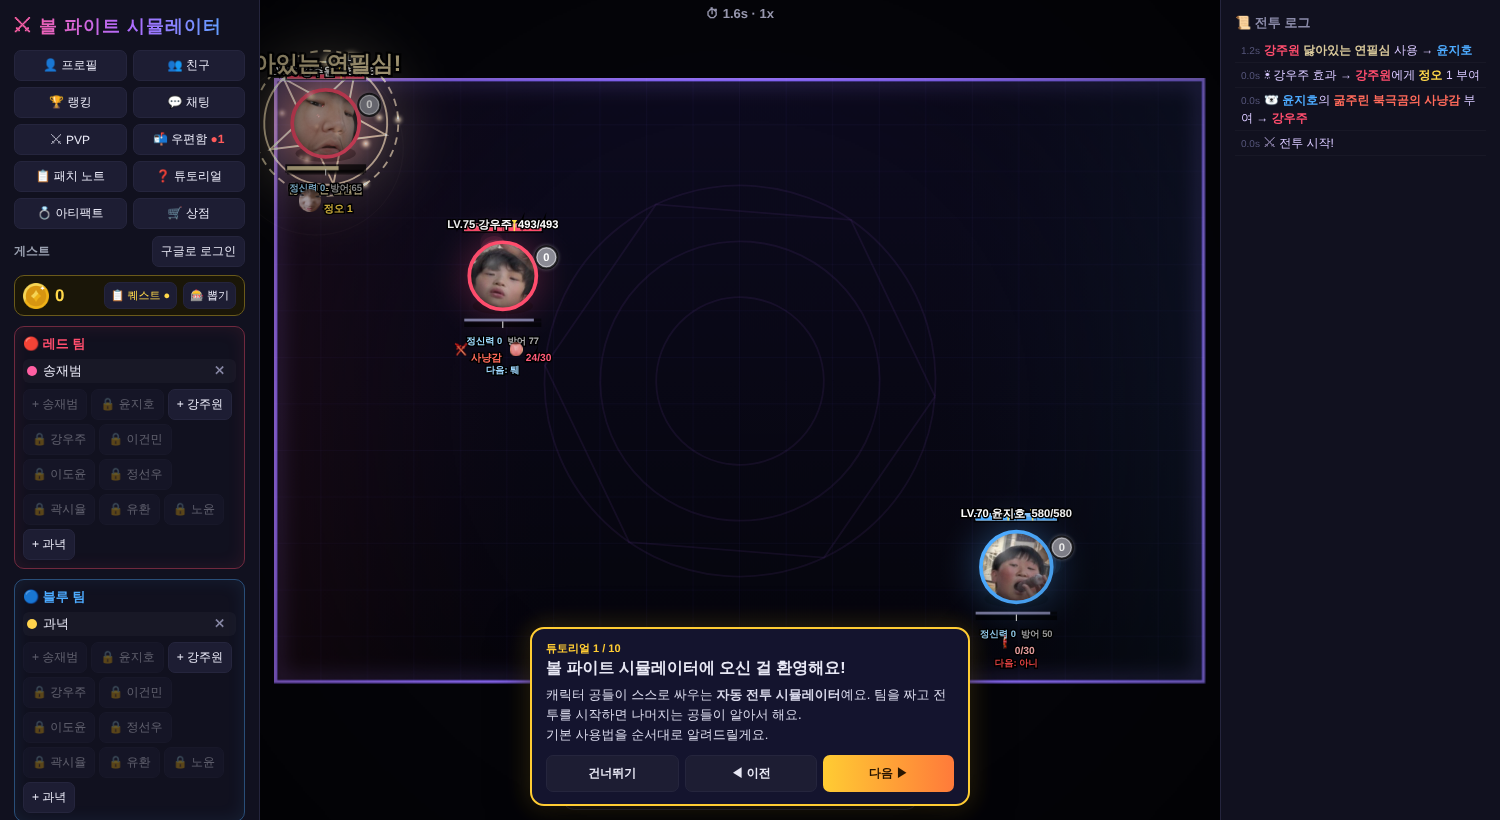 ⚔ 볼 파이트 시뮬레이터
👤 프로필
👥 친구
🏆 랭킹
💬 채팅
⚔ PVP
📬 우편함 ●1
📋 패치 노트
❓ 튜토리얼
💍 아티팩트
🛒 상점
게스트
구글로 로그인
0
📋 퀘스트 ●
🎰 뽑기
🔴 레드 팀
송재범 ✕
+ 송재범
🔒 윤지호
+ 강주원
🔒 강우주
🔒 이건민
🔒 이도윤
🔒 정선우
🔒 곽시율
🔒 유환
🔒 노윤
+ 과녁
🔵 블루 팀
과녁 ✕
+ 송재범
🔒 윤지호
+ 강주원
🔒 강우주
🔒 이건민
🔒 이도윤
🔒 정선우
🔒 곽시율
🔒 유환
🔒 노윤
+ 과녁
⏱ 1.6s · 1x
아있는 연필심!
0
정신력 0 방어 65
정오 1
LV.75 강우주 493/493
0
정신력 0 방어 77
사냥감 24/30
다음: 퉤
LV.70 윤지호 580/580
0
정신력 0 방어 50
0/30
다음: 아니
튜토리얼 1 / 10
볼 파이트 시뮬레이터에 오신 걸 환영해요!
캐릭터 공들이 스스로 싸우는 자동 전투 시뮬레이터예요. 팀을 짜고 전
투를 시작하면 나머지는 공들이 알아서 해요.
기본 사용법을 순서대로 알려드릴게요.
건너뛰기
◀ 이전
다음 ▶
📜 전투 로그
1.2s 강주원 닳아있는 연필심 사용 → 윤지호
0.0s ☀ 강우주 효과 → 강주원에게 정오 1 부여
0.0s 🐻‍❄️ 윤지호의 굶주린 북극곰의 사냥감 부
여 → 강우주
0.0s ⚔ 전투 시작!